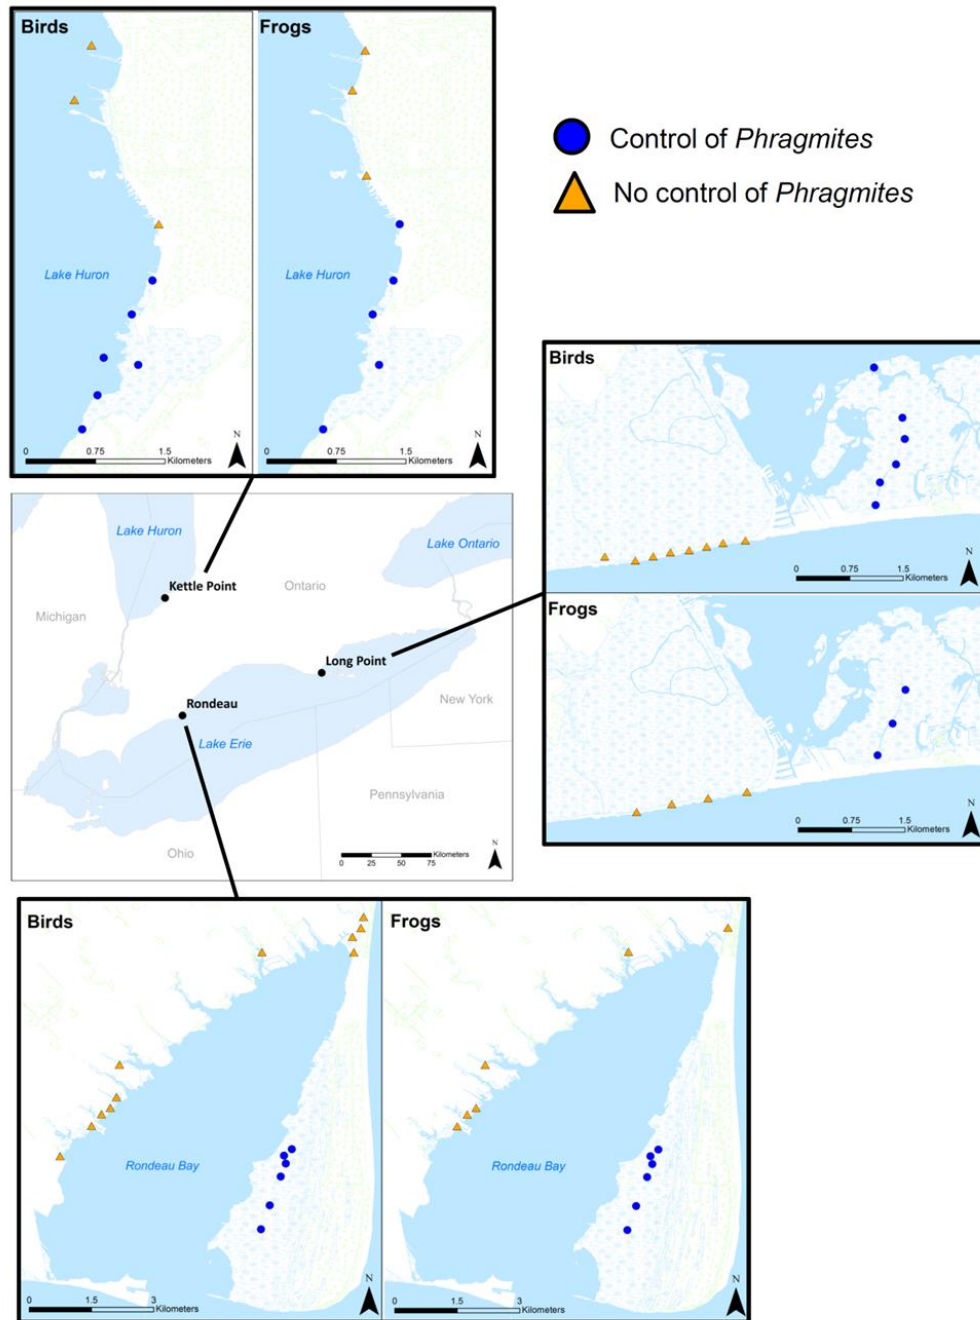 Birds
Frogs
Lake Huron
Lake Huron
0 0.75 1.5
Kilometers
N
0 0.75 1.5
Kilometers
N
Control of Phragmites
No control of Phragmites
Birds
0 0.75 1.5
Kilometers
N
Frogs
0 0.75 1.5
Kilometers
N
Lake Huron
Lake Ontario
Kettle Point
Ontario
Michigan
Long Point
New York
Rondeau
Lake Erie
Pennsylvania
Ohio
Kilometers
0 25 50 75
N
Birds
Rondeau Bay
0 1.5 3
Kilometers
N
Frogs
Rondeau Bay
0 1.5 3
Kilometers
N